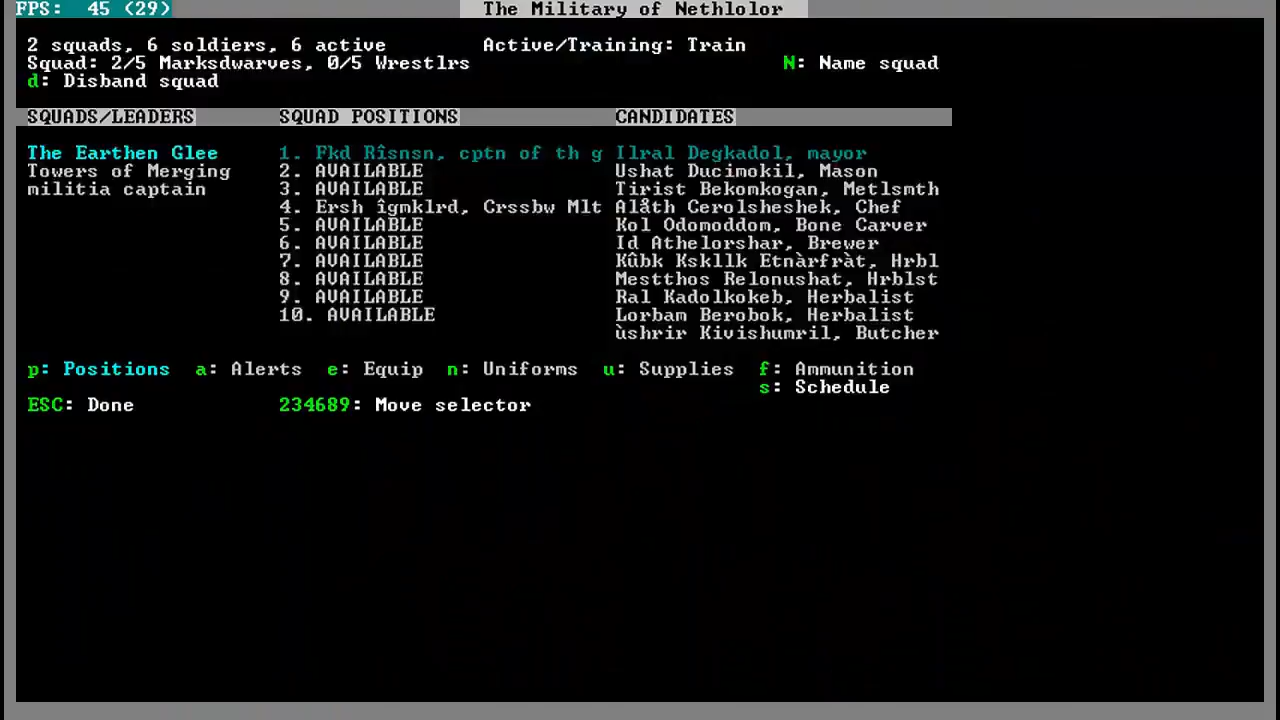 FPS: 45 (29) The Military of Nethlolor
2 squads, 6 soldiers, 6 active Active/Training: Train
Squad: 2/5 Marksdwarves, 0/5 Wrestlrs N: Name squad
d: Disband squad
SQUADS/LEADERS SQUAD POSITIONS CANDIDATES
The Earthen Glee 1. Fkd Rîsnsn, cptn of th g Ilral Degkadol, mayor
Towers of Merging 2. AVAILABLE Ushat Ducimokil, Mason
militia captain 3. AVAILABLE Tirist Bekomkogan, Metlsmth
4. Ersh îgmklrd, Crssbw Mlt Alåth Cerolsheshek, Chef
5. AVAILABLE Kol Odomoddom, Bone Carver
6. AVAILABLE Id Athelorshar, Brewer
7. AVAILABLE Kûbk Kskllk Etnàrfràt, Hrbl
8. AVAILABLE Mestthos Relonushat, Hrblst
9. AVAILABLE Ral Kadolkokeb, Herbalist
10. AVAILABLE Lorbam Berobok, Herbalist
ùshrir Kivishumril, Butcher
p: Positions a: Alerts e: Equip n: Uniforms u: Supplies f: Ammunition
s: Schedule
ESC: Done 234689: Move selector